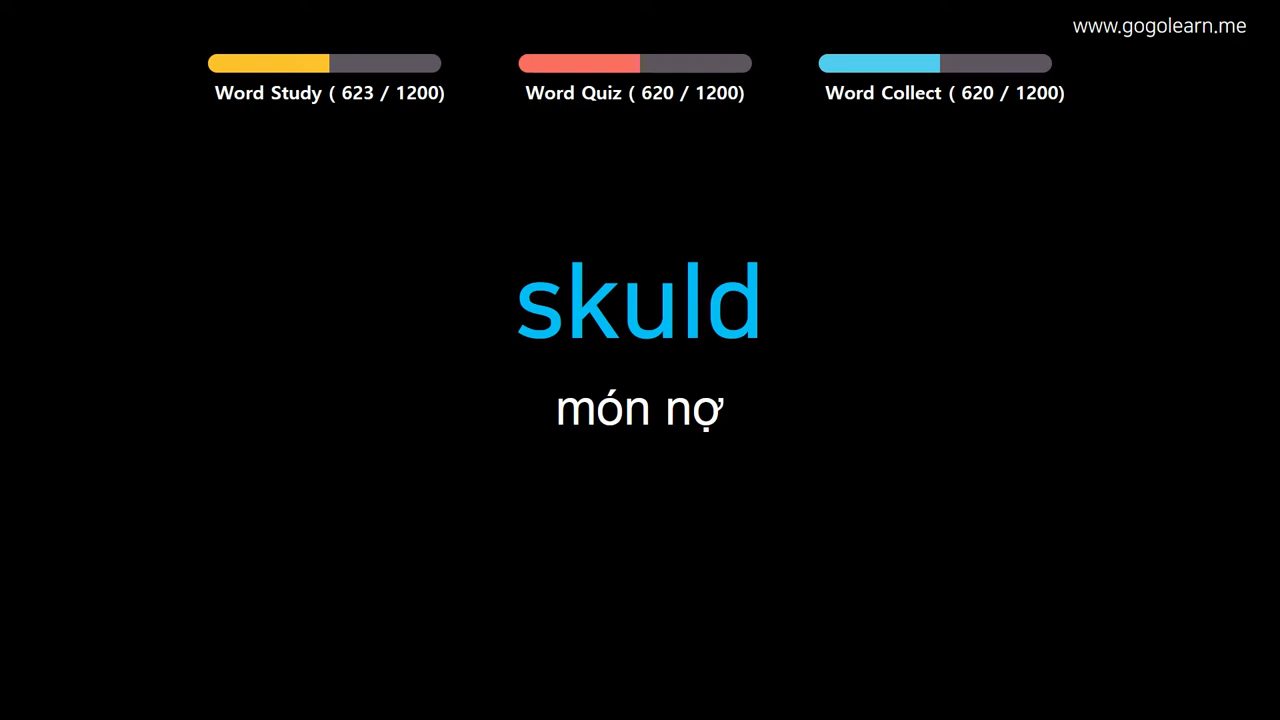 www.gogolearn.me
Word Study ( 623 / 1200)
Word Quiz ( 620 / 1200)
Word Collect ( 620 / 1200)
skuld
món nợ